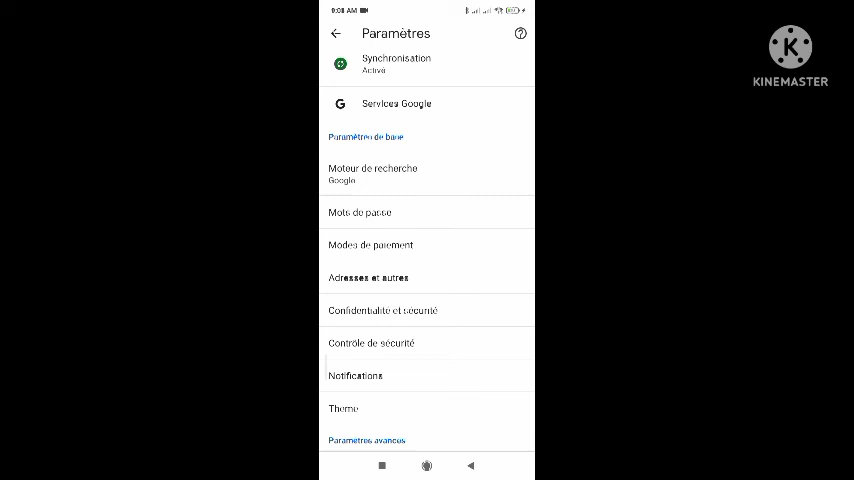 9:08 AM
Paramètres
Synchronisation
Activé
G Services Google
Paramètres de base
Moteur de recherche
Google
Mots de passe
Modes de paiement
Adresses et autres
Confidentialité et sécurité
Contrôle de sécurité
Notifications
Thème
Paramètres avancés
K
KINEMASTER